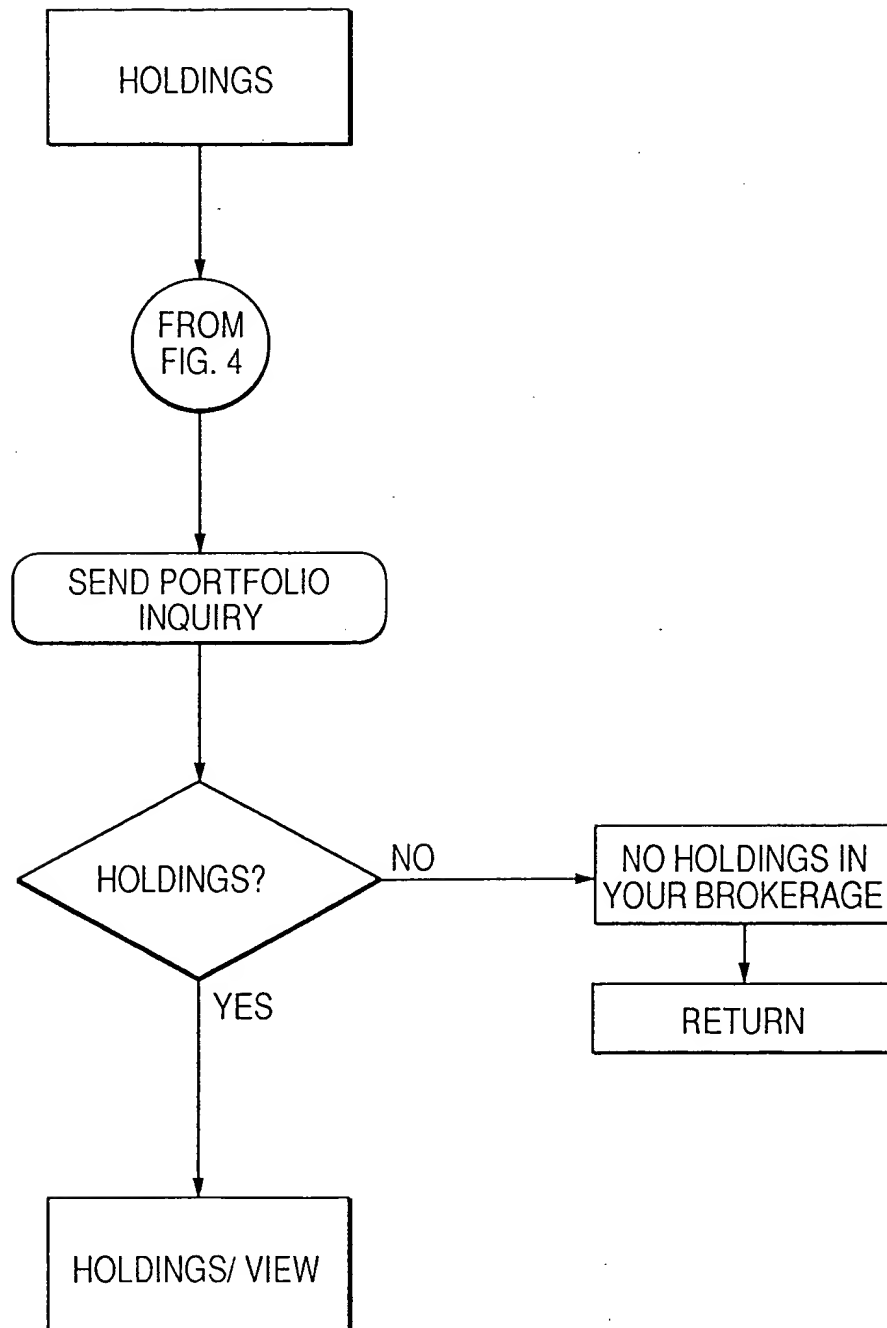 HOLDINGS
FROM
FIG. 4
SEND PORTFOLIO
INQUIRY
HOLDINGS?
NO
NO HOLDINGS IN
YOUR BROKERAGE
YES
RETURN
HOLDINGS/ VIEW